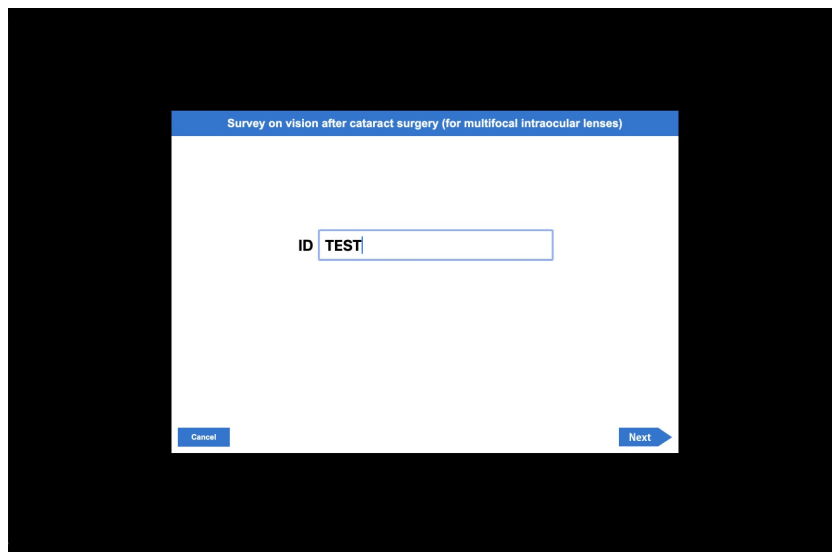 Survey on vision after cataract surgery (for multifocal intraocular lenses)
ID TEST
Cancel
Next